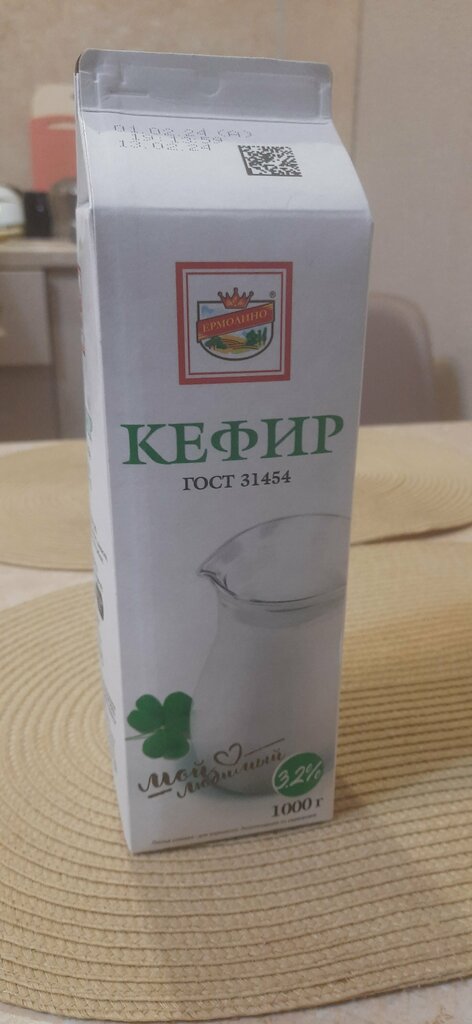 01.02.24 (А)
13.02.24
ЕРМОЛИНО
®
КЕФИР
ГОСТ 31454
Мой
любимый
3.2%
1000 г